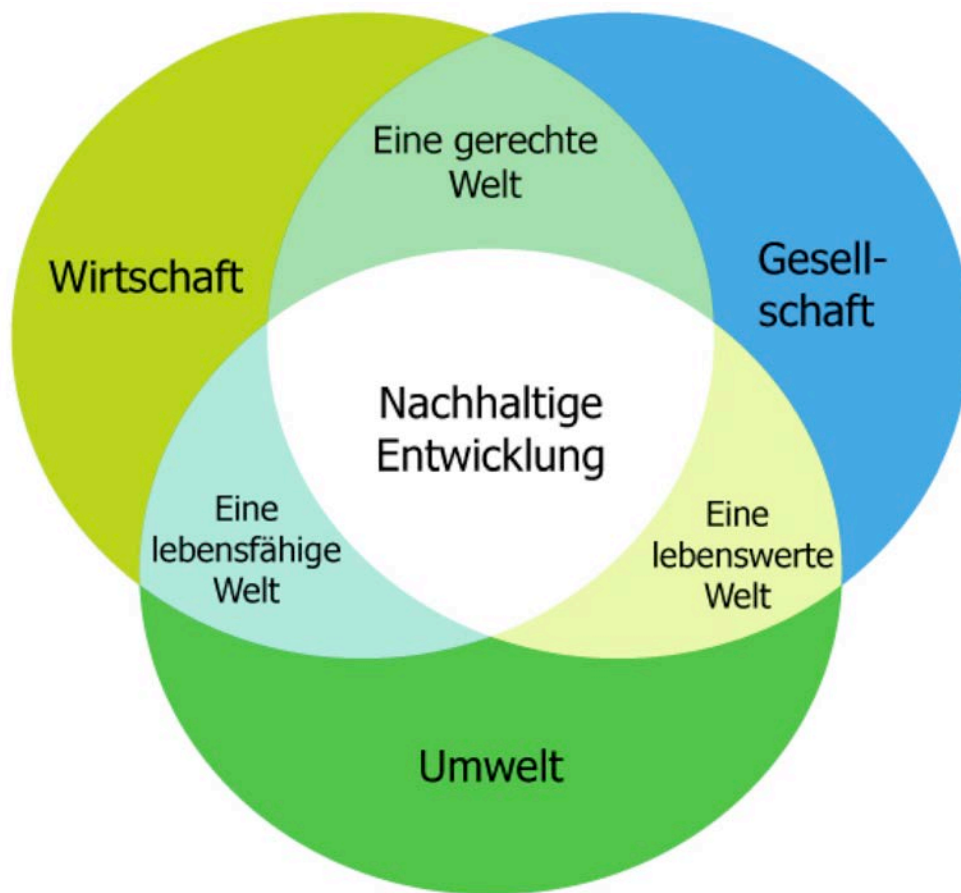 Eine gerechte
Welt
Wirtschaft
Gesell-
schaft
Nachhaltige
Entwicklung
Eine
lebensfähige
Welt
Eine
lebenswerte
Welt
Umwelt